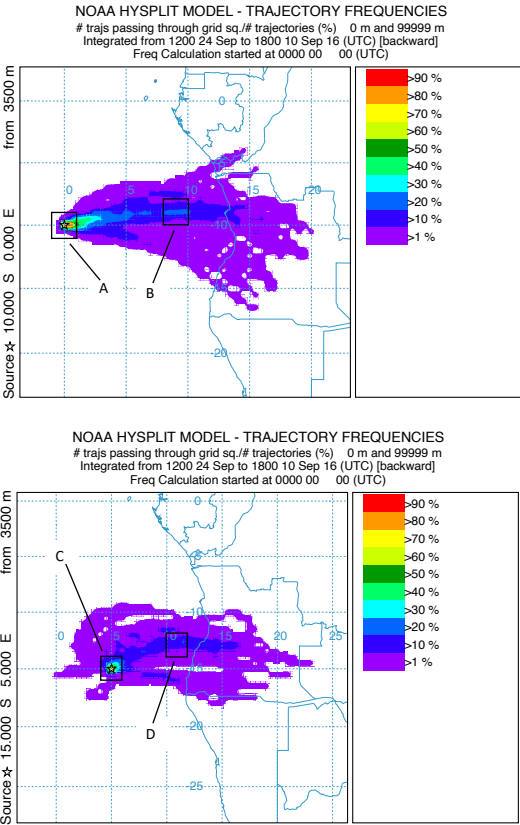 NOAA HYSPLIT MODEL - TRAJECTORY FREQUENCIES
# trajs passing through grid sq./# trajectories (%) 0 m and 99999 m
Integrated from 1200 24 Sep to 1800 10 Sep 16 (UTC) [backward]
Freq Calculation started at 0000 00 00 (UTC)
Source ☆ 10.000 S 0.000 E from 3500 m
0
0
10
20
-10
-20
A
B
>90 %
>80 %
>70 %
>60 %
>50 %
>40 %
>30 %
>20 %
>10 %
>1 %
NOAA HYSPLIT MODEL - TRAJECTORY FREQUENCIES
# trajs passing through grid sq./# trajectories (%) 0 m and 99999 m
Integrated from 1200 24 Sep to 1800 10 Sep 16 (UTC) [backward]
Freq Calculation started at 0000 00 00 (UTC)
Source ☆ 15.000 S 5.000 E from 3500 m
0
-5
-10
0
5
10
15
20
25
-15
-20
-25
C
D
>90 %
>80 %
>70 %
>60 %
>50 %
>40 %
>30 %
>20 %
>10 %
>1 %